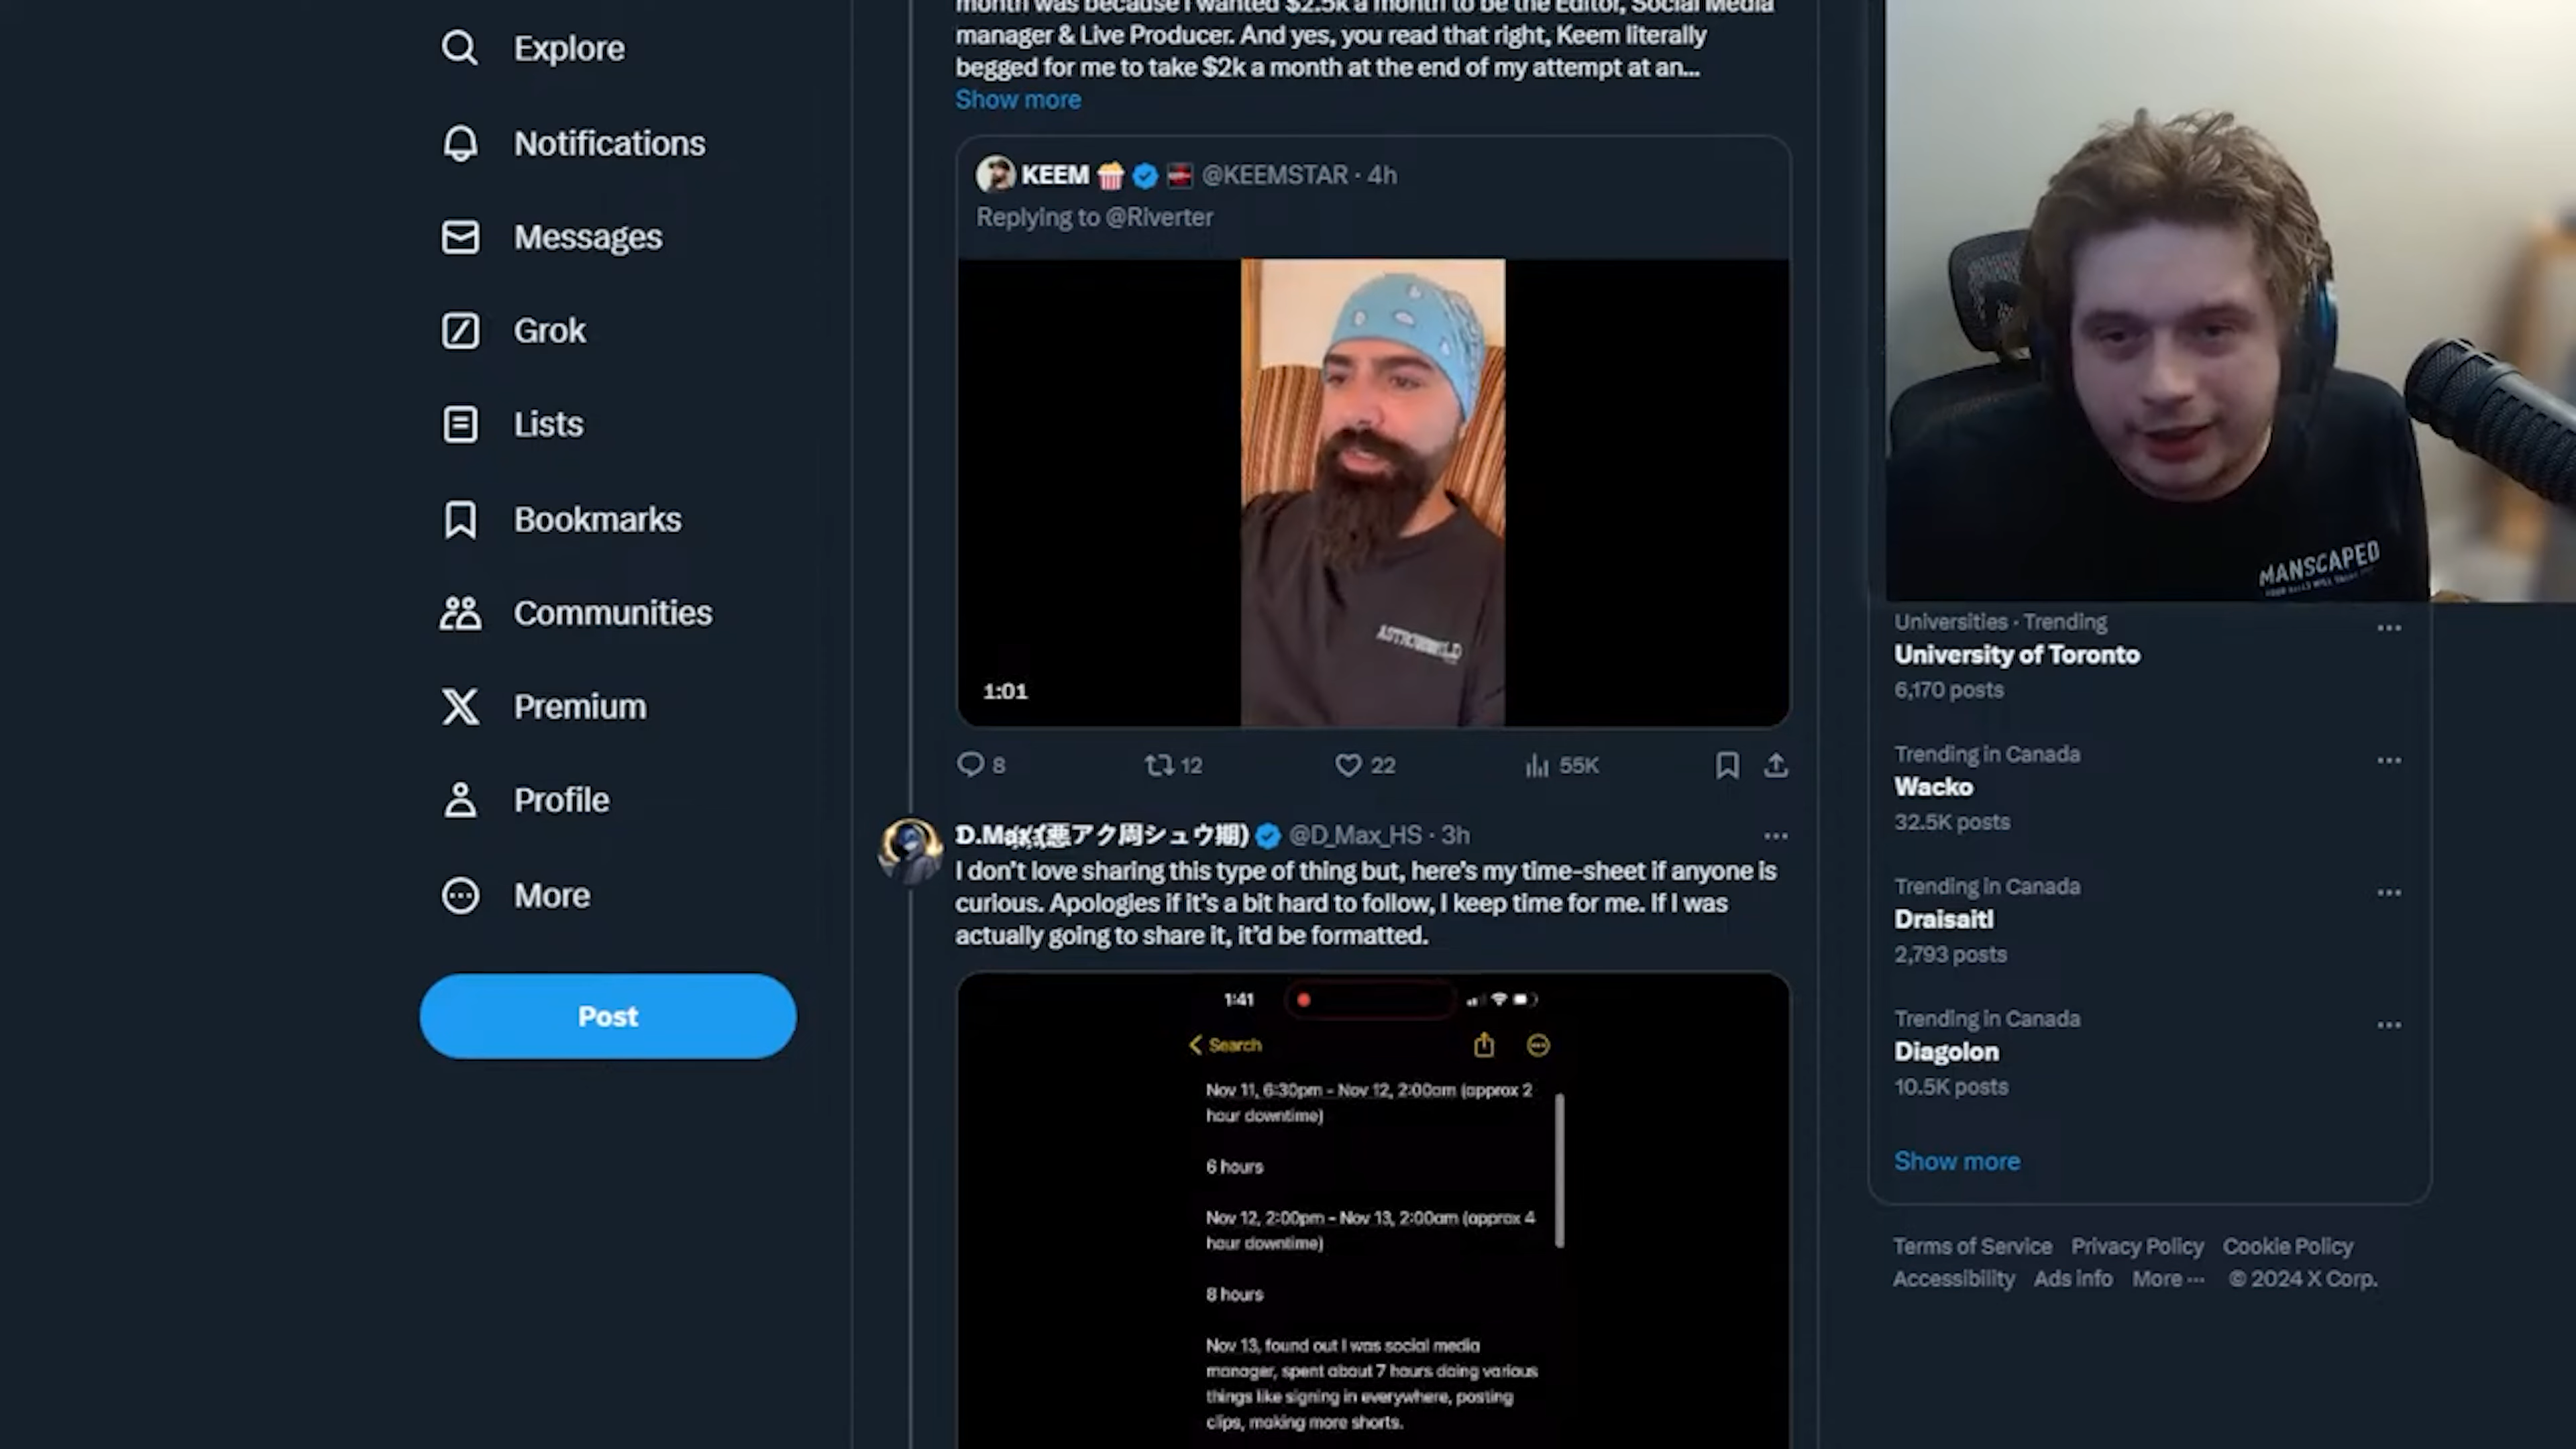 Explore
Notifications
Messages
Grok
Lists
Bookmarks
Communities
Premium
Profile
More
Post
month was because I wanted $2.5k a month to be the Editor, Social Media
manager & Live Producer. And yes, you read that right, Keem literally
begged for me to take $2k a month at the end of my attempt at an...
Show more
KEEM @KEEMSTAR · 4h
Replying to @Riverter
ASTROWORLD
1:01
8 12 22 55K
D.Max (悪アク周シュウ期) @D_Max_HS · 3h
I don't love sharing this type of thing but, here's my time-sheet if anyone is
curious. Apologies if it's a bit hard to follow, I keep time for me. If I was
actually going to share it, it'd be formatted.
1:41
Search
Nov 11, 6:30pm - Nov 12, 2:00am (approx 2
hour downtime)
6 hours
Nov 12, 2:00pm - Nov 13, 2:00am (approx 4
hour downtime)
8 hours
Nov 13, found out I was social media
manager, spent about 7 hours doing various
things like signing in everywhere, posting
clips, making more shorts.
MANSCAPED
Universities · Trending
University of Toronto
6,170 posts
Trending in Canada
Wacko
32.5K posts
Trending in Canada
Draisaitl
2,793 posts
Trending in Canada
Diagolon
10.5K posts
Show more
Terms of Service Privacy Policy Cookie Policy
Accessibility Ads info More ··· © 2024 X Corp.